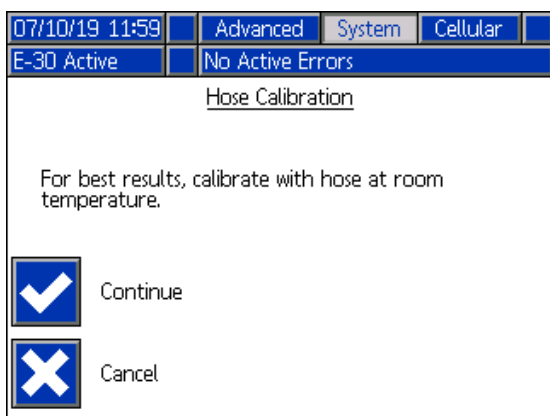 07/10/19 11:59 Advanced System Cellular
E-30 Active No Active Errors
Hose Calibration
For best results, calibrate with hose at room
temperature.
Continue
Cancel